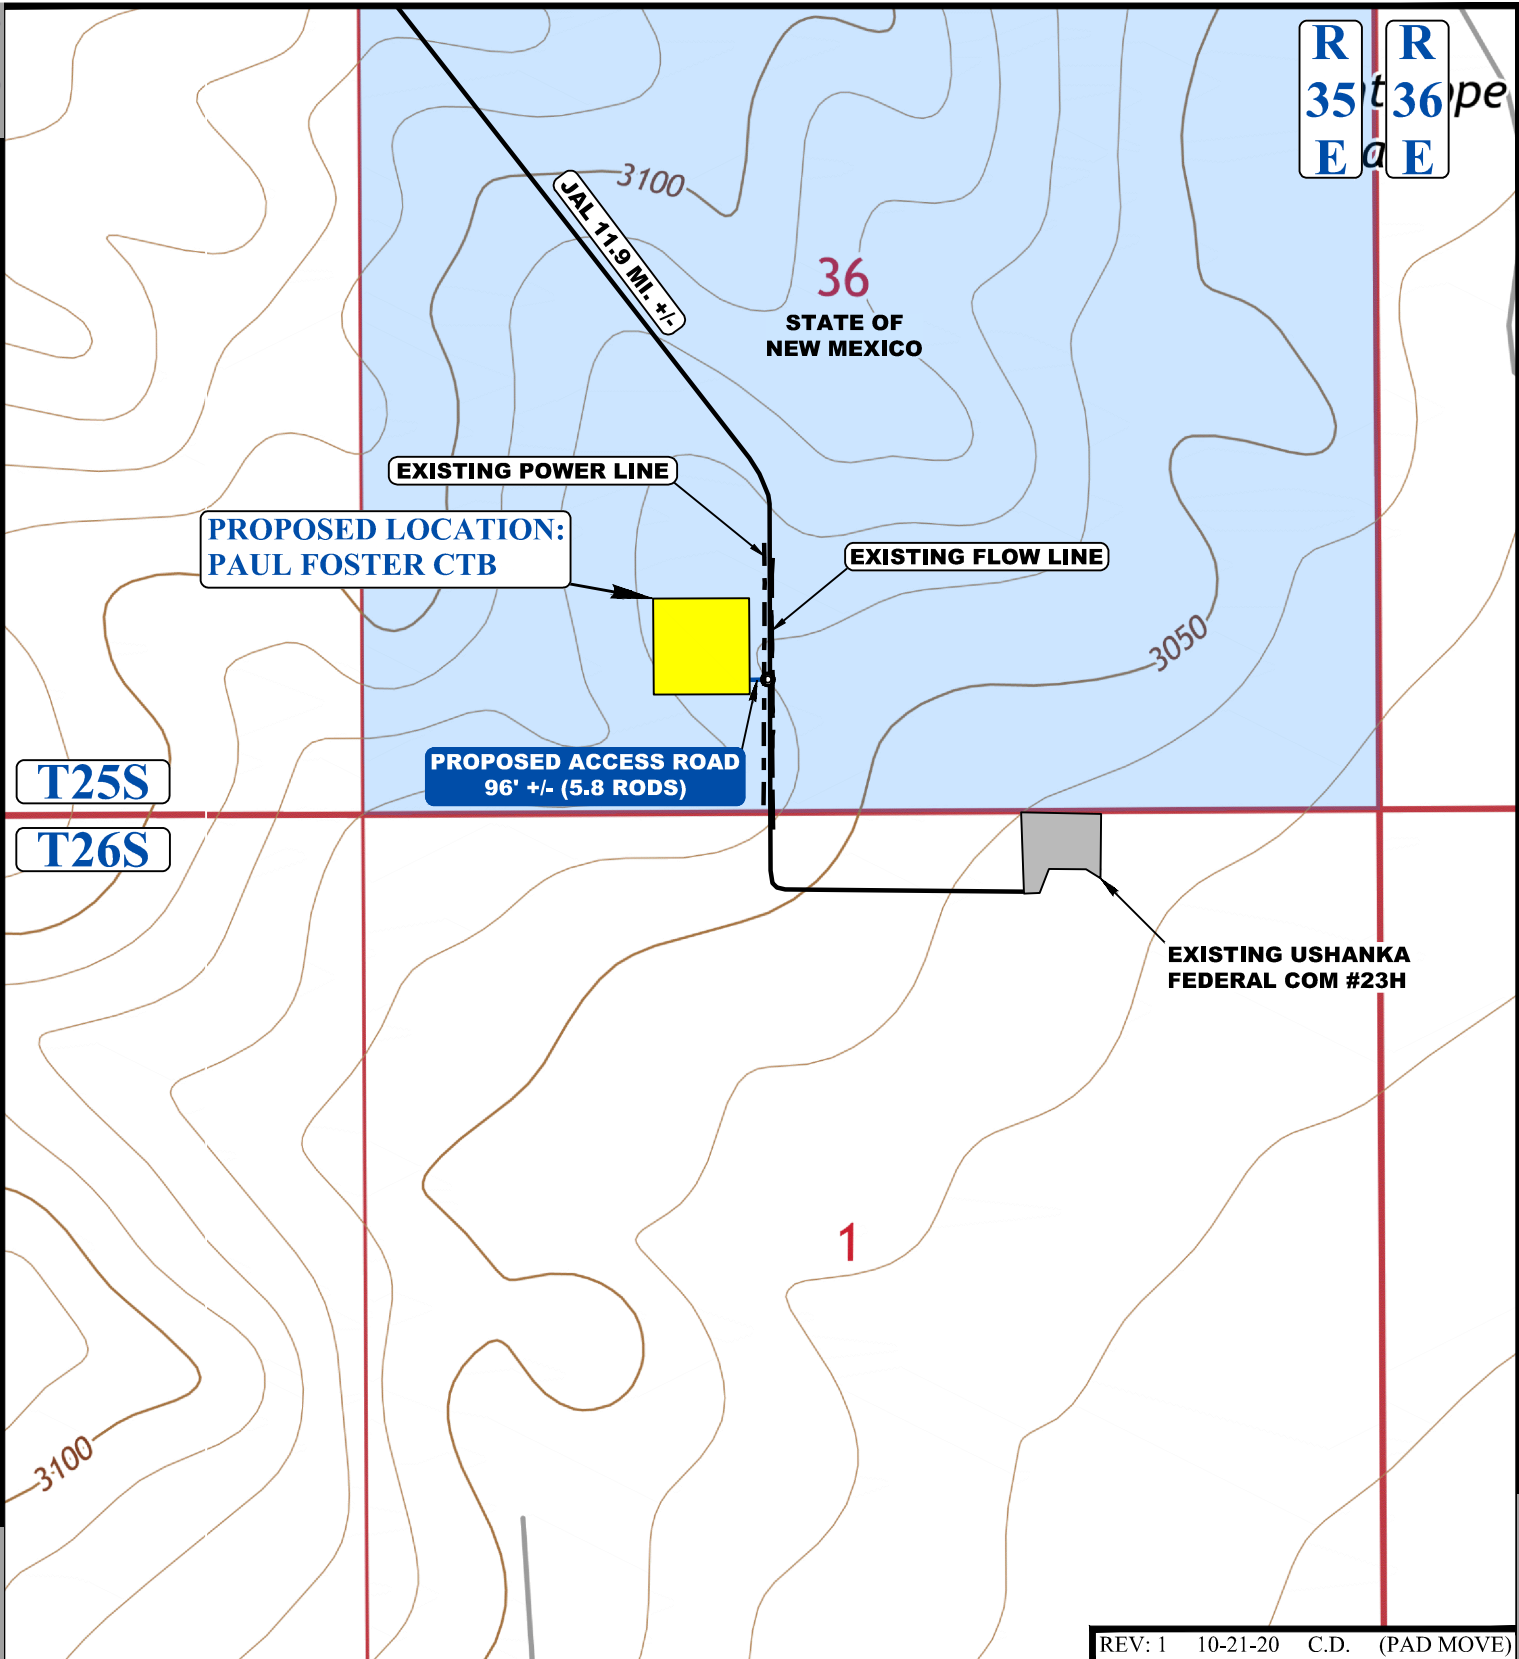 R
35
E
R
36
E
pe
3100
JAL 11.9 MI. +/-
36
STATE OF
NEW MEXICO
EXISTING POWER LINE
PROPOSED LOCATION:
PAUL FOSTER CTB
EXISTING FLOW LINE
3050
PROPOSED ACCESS ROAD
96' +/- (5.8 RODS)
T25S
T26S
EXISTING USHANKA
FEDERAL COM #23H
1
3100
REV: 1 10-21-20 C.D. (PAD MOVE)